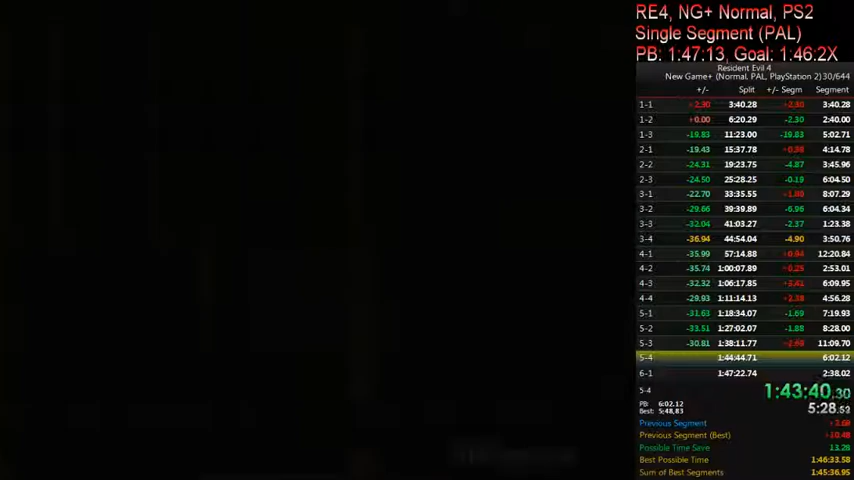 RE4, NG+ Normal, PS2
Single Segment (PAL)
PB: 1:47:13, Goal: 1:46:2X
Resident Evil 4
New Game+ (Normal, PAL, PlayStation 2) 30/644
+/- Split +/- Segm Segment
1-1 +2.30 3:40.28 +2.30 3:40.28
1-2 +0.00 6:20.29 -2.30 2:40.00
1-3 -19.83 11:23.00 -19.83 5:02.71
2-1 -19.43 15:37.78 +0.38 4:14.78
2-2 -24.31 19:23.75 -4.87 3:45.96
2-3 -24.50 25:28.25 -0.19 6:04.50
3-1 -22.70 33:35.55 +1.80 8:07.29
3-2 -29.66 39:39.89 -6.96 6:04.34
3-3 -32.04 41:03.27 -2.37 1:23.38
3-4 -36.94 44:54.04 -4.90 3:50.76
4-1 -35.99 57:14.88 +0.94 12:20.84
4-2 -35.74 1:00:07.89 +0.25 2:53.01
4-3 -32.32 1:06:17.85 +3.41 6:09.95
4-4 -29.93 1:11:14.13 +2.38 4:56.28
5-1 -31.63 1:18:34.07 -1.69 7:19.93
5-2 -33.51 1:27:02.07 -1.88 8:28.00
5-3 -30.81 1:38:11.77 +2.69 11:09.70
5-4 1:44:44.71 6:02.12
6-1 1:47:22.74 2:38.02
5-4 1:43:40.30
PB: 6:02.12
Best: 5:48.83 5:28.53
Previous Segment +2.69
Previous Segment (Best) +10.48
Possible Time Save 13.28
Best Possible Time 1:46:33.58
Sum of Best Segments 1:45:36.95